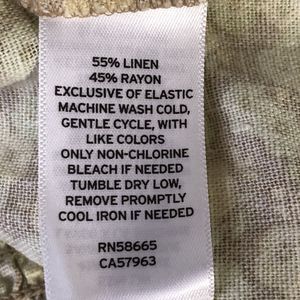 55% LINEN
45% RAYON
EXCLUSIVE OF ELASTIC
MACHINE WASH COLD,
GENTLE CYCLE, WITH
LIKE COLORS
ONLY NON-CHLORINE
BLEACH IF NEEDED
TUMBLE DRY LOW,
REMOVE PROMPTLY
COOL IRON IF NEEDED
RN58665
CA57963